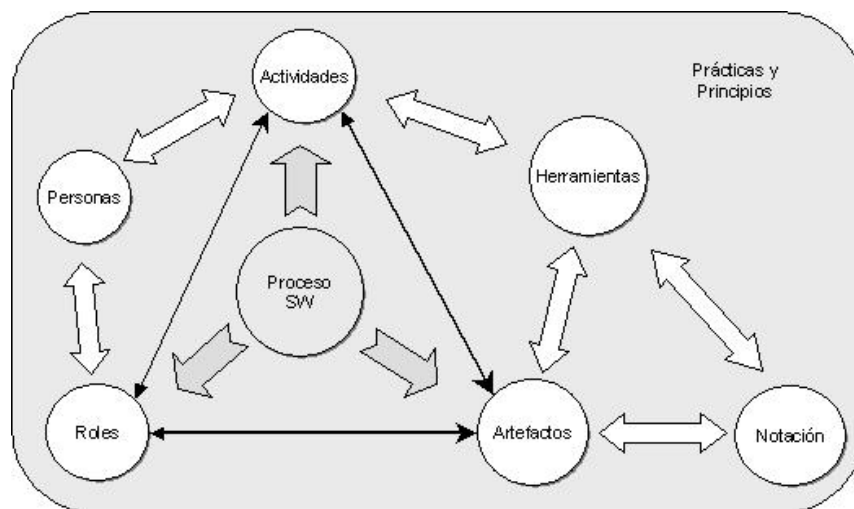 Actividades
Prácticas y
Principios
Personas
Herramientas
Proceso
SW
Roles
Artefactos
Notación